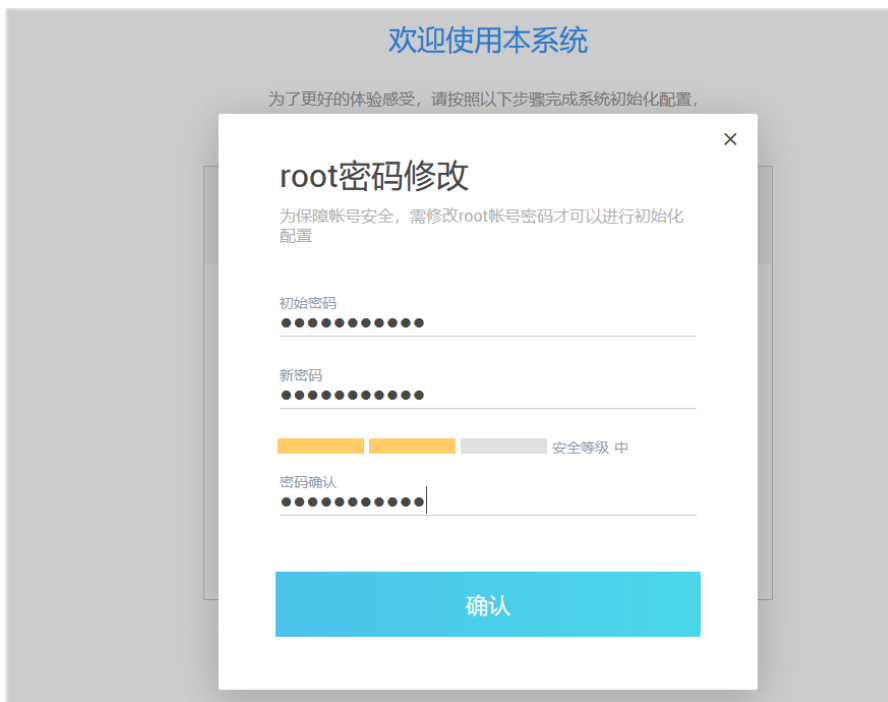 欢迎使用本系统
为了更好的体验感受，请按照以下步骤完成系统初始化配置，
×
root密码修改
为保障帐号安全，需修改root帐号密码才可以进行初始化
配置
初始密码
●●●●●●●●●●●
新密码
●●●●●●●●●●●
安全等级 中
密码确认
●●●●●●●●●●●
确认